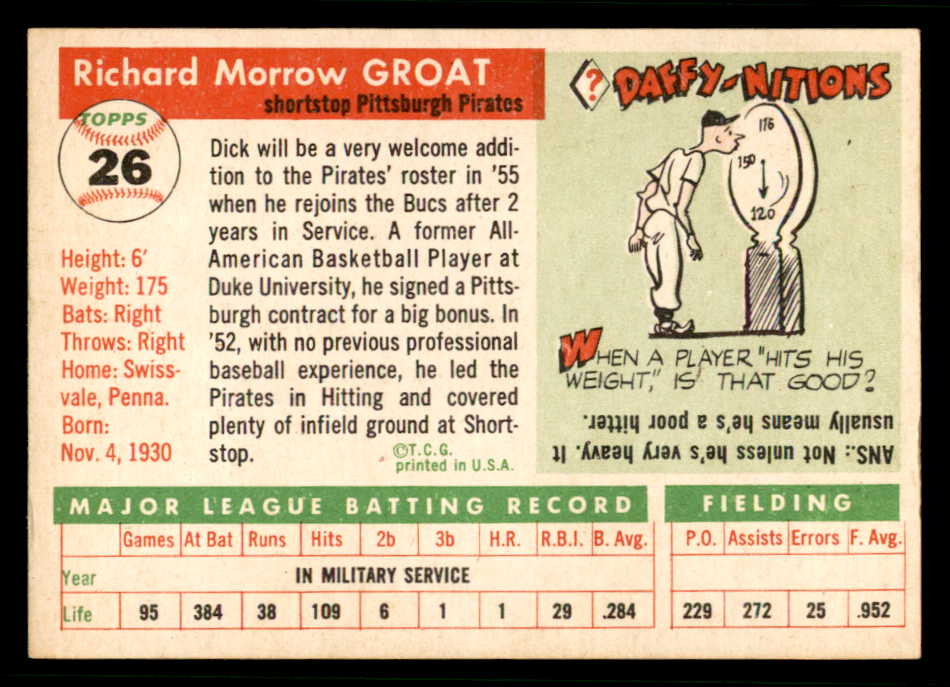 Richard Morrow GROAT
shortstop Pittsburgh Pirates
TOPPS
26
Height: 6'
Weight: 175
Bats: Right
Throws: Right
Home: Swiss-
vale, Penna.
Born:
Nov. 4, 1930
Dick will be a very welcome addi-
tion to the Pirates' roster in '55
when he rejoins the Bucs after 2
years in Service. A former All-
American Basketball Player at
Duke University, he signed a Pitts-
burgh contract for a big bonus. In
'52, with no previous professional
baseball experience, he led the
Pirates in Hitting and covered
plenty of infield ground at Short-
stop.
©T.C.G.
printed in U.S.A.
? DAFFY-NITIONS
176
150
120
WHEN A PLAYER "HITS HIS
WEIGHT," IS THAT GOOD?
ANS.: Not unless he's very heavy. It
usually means he's a poor hitter.
MAJOR LEAGUE BATTING RECORD FIELDING
Games At Bat Runs Hits 2b 3b H.R. R.B.I. B. Avg. P.O. Assists Errors F. Avg.
Year IN MILITARY SERVICE
Life 95 384 38 109 6 1 1 29 .284 229 272 25 .952